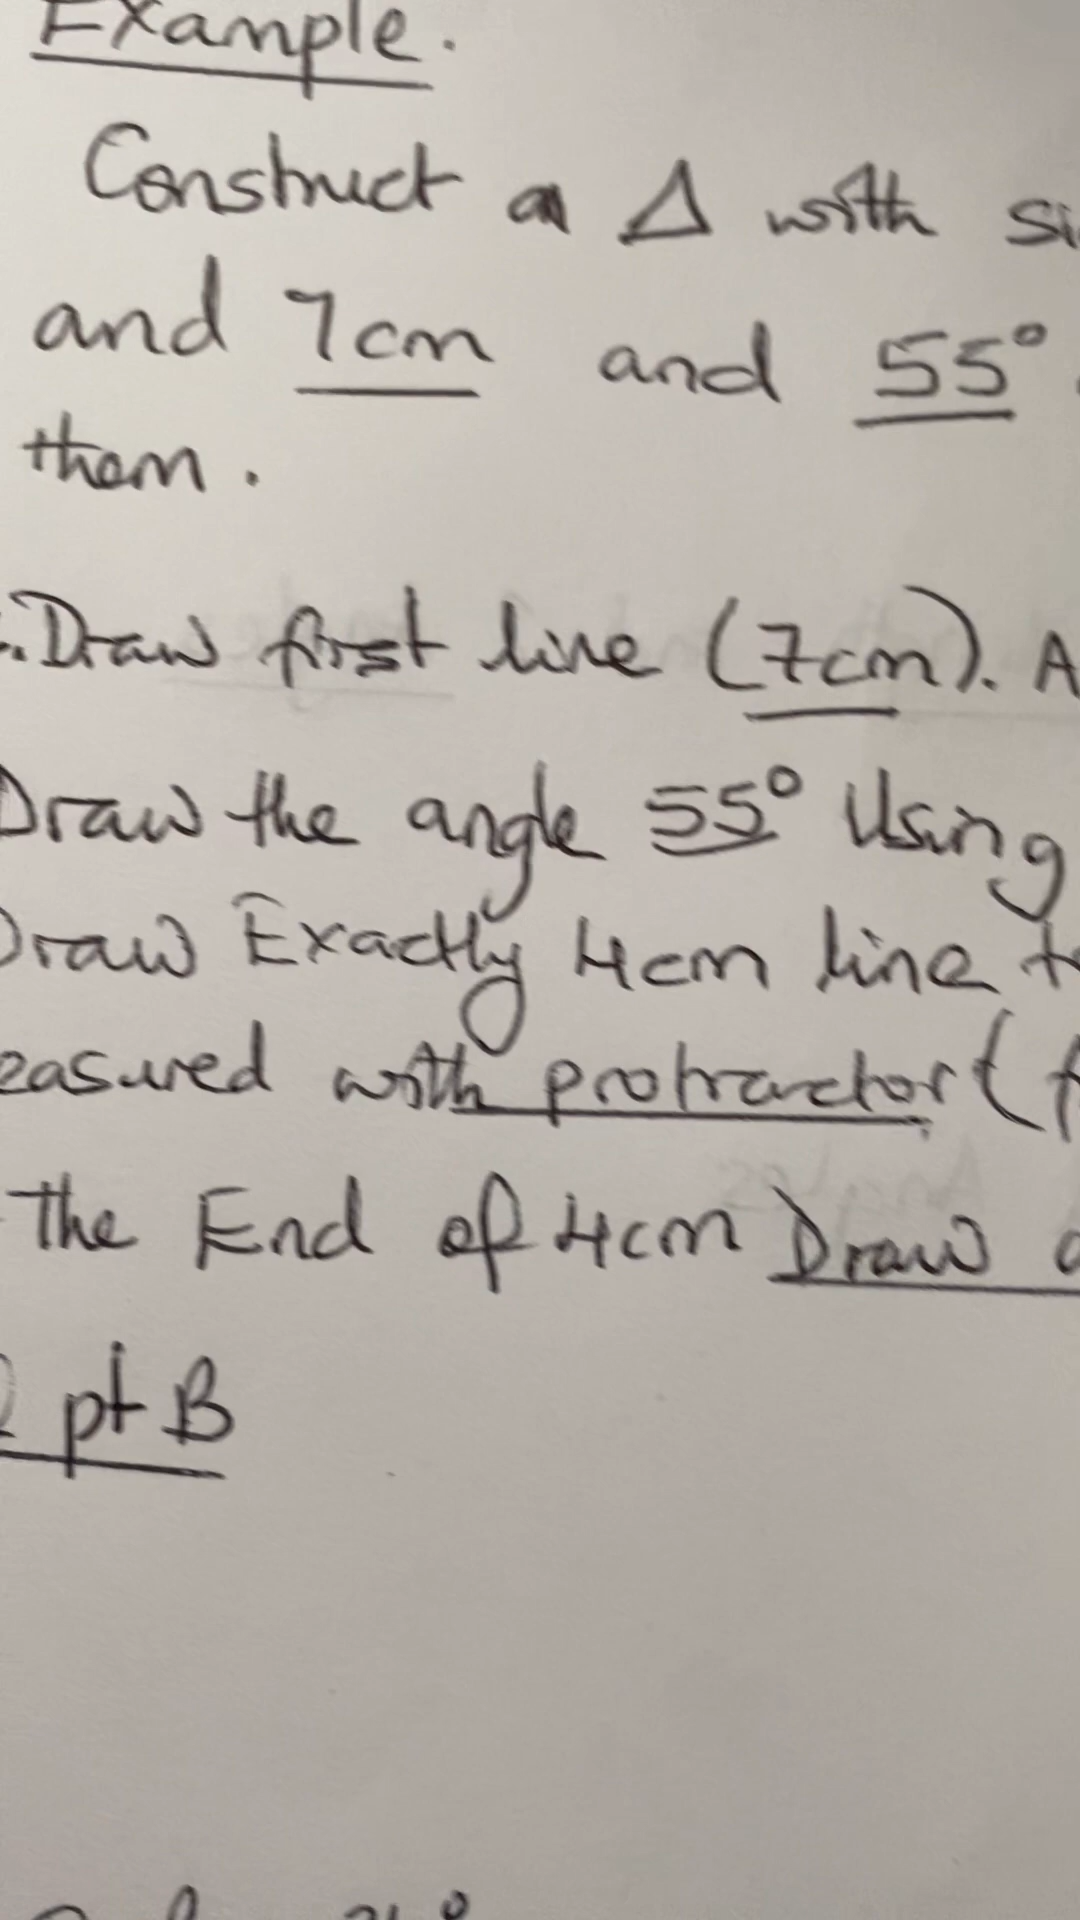 Example.
Construct a Δ with
and 7cm and 55°
them.
Draw first line (7cm). A
Draw the angle 55° Using
Draw Exactly 4cm line
easured with protractor (
the End of 4cm Draw
pt B